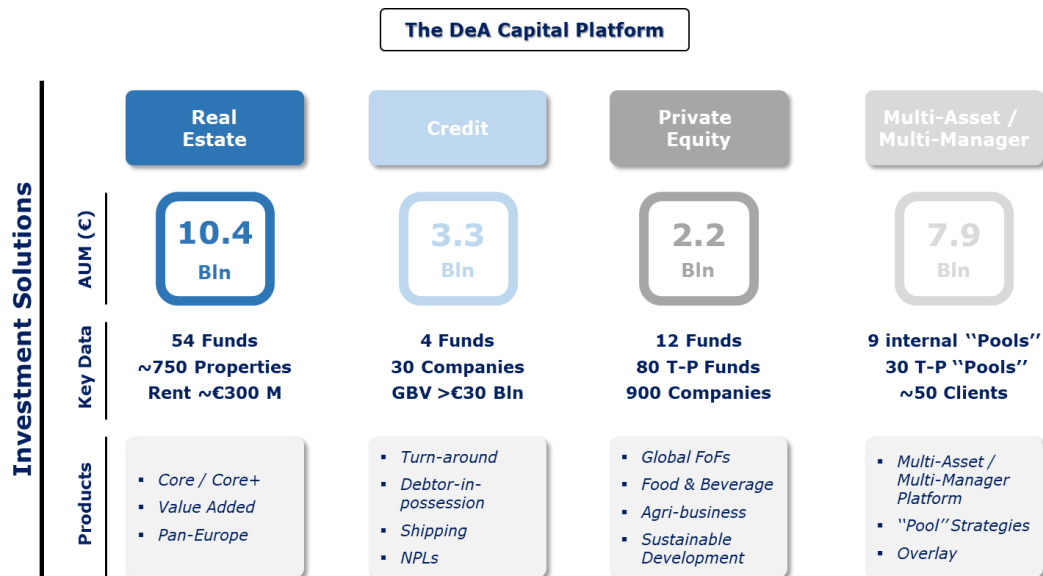 The DeA Capital Platform
Investment Solutions
Real
Estate
Credit
Private
Equity
Multi-Asset /
Multi-Manager
AUM (€)
10.4
Bln
3.3
Bln
2.2
Bln
7.9
Bln
Key Data
54 Funds
~750 Properties
Rent ~€300 M
4 Funds
30 Companies
GBV >€30 Bln
12 Funds
80 T-P Funds
900 Companies
9 internal “Pools”
30 T-P “Pools”
~50 Clients
Products
▪ Core / Core+
▪ Value Added
▪ Pan-Europe
▪ Turn-around
▪ Debtor-in-
possession
▪ Shipping
▪ NPLs
▪ Global FoFs
▪ Food & Beverage
▪ Agri-business
▪ Sustainable
Development
▪ Multi-Asset /
Multi-Manager
Platform
▪ “Pool” Strategies
▪ Overlay